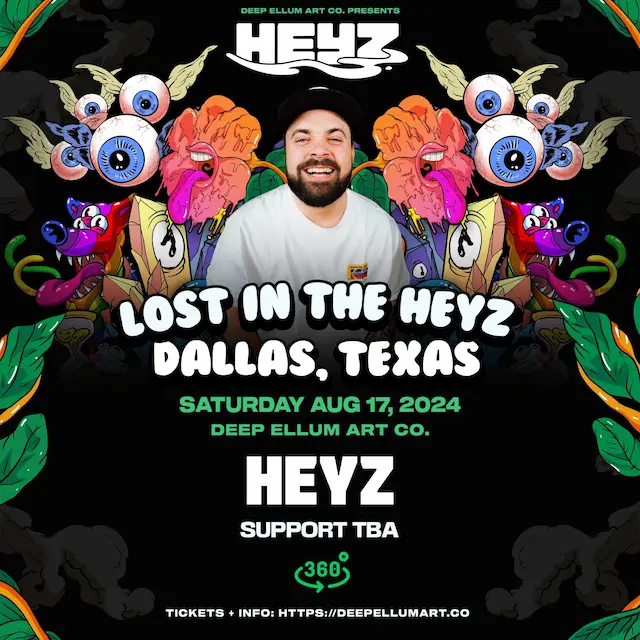 DEEP ELLUM ART CO. PRESENTS
HEYZ
LOST IN THE HEYZ
DALLAS, TEXAS
SATURDAY AUG 17, 2024
DEEP ELLUM ART CO.
HEYZ
SUPPORT TBA
360°
TICKETS + INFO: HTTPS://DEEPELLUMART.CO